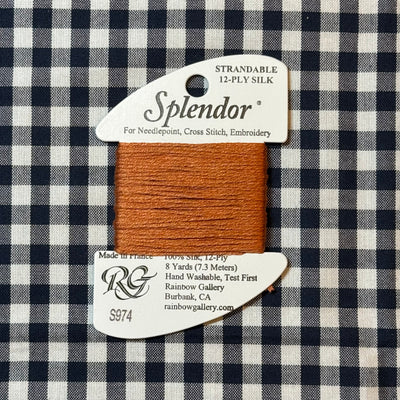 STRANDABLE
12-PLY SILK
Splendor®
For Needlepoint, Cross Stitch, Embroidery
Made in France
100% Silk, 12-Ply
8 Yards (7.3 Meters)
Hand Washable, Test First
Rainbow Gallery
Burbank, CA
rainbowgallery.com
RG
S974